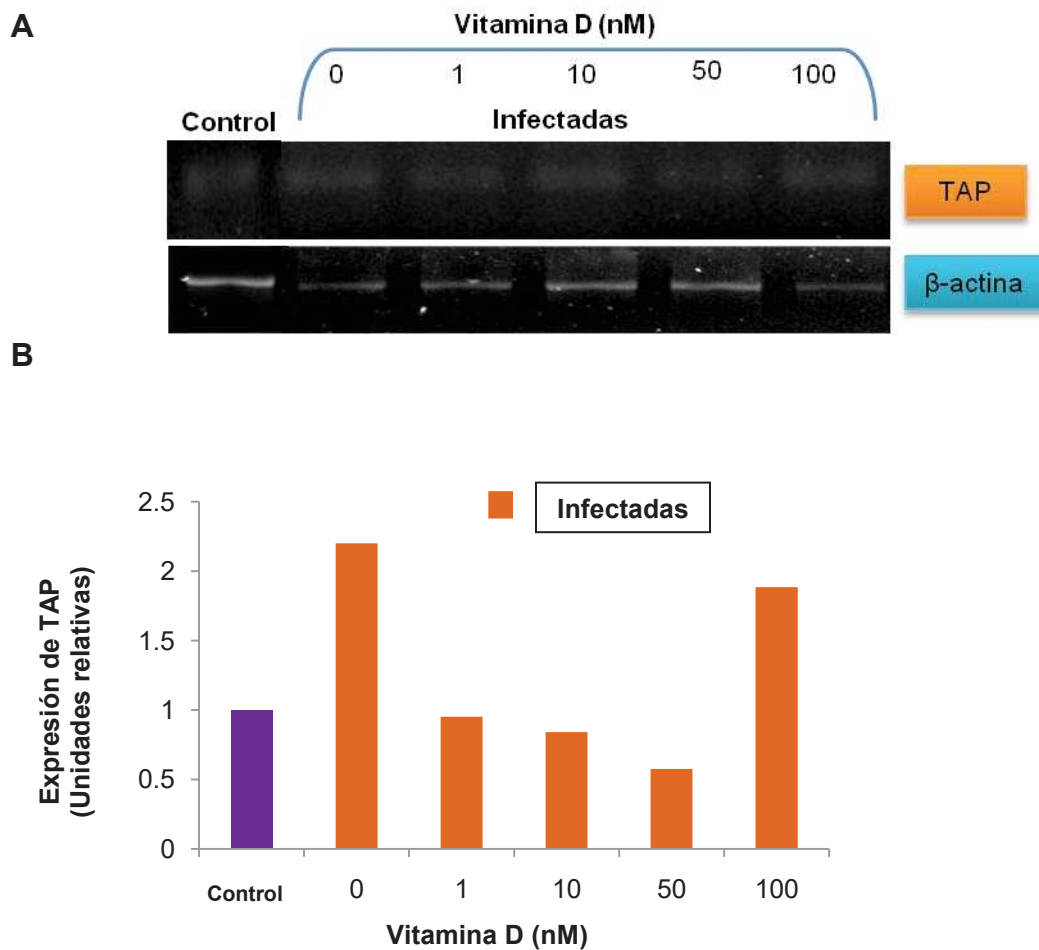 A
Vitamina D (nM)
0 1 10 50 100
Control Infectadas
TAP
β-actina
B
Infectadas
2.5
2
1.5
1
0.5
0
Expresión de TAP
(Unidades relativas)
Control 0 1 10 50 100
Vitamina D (nM)